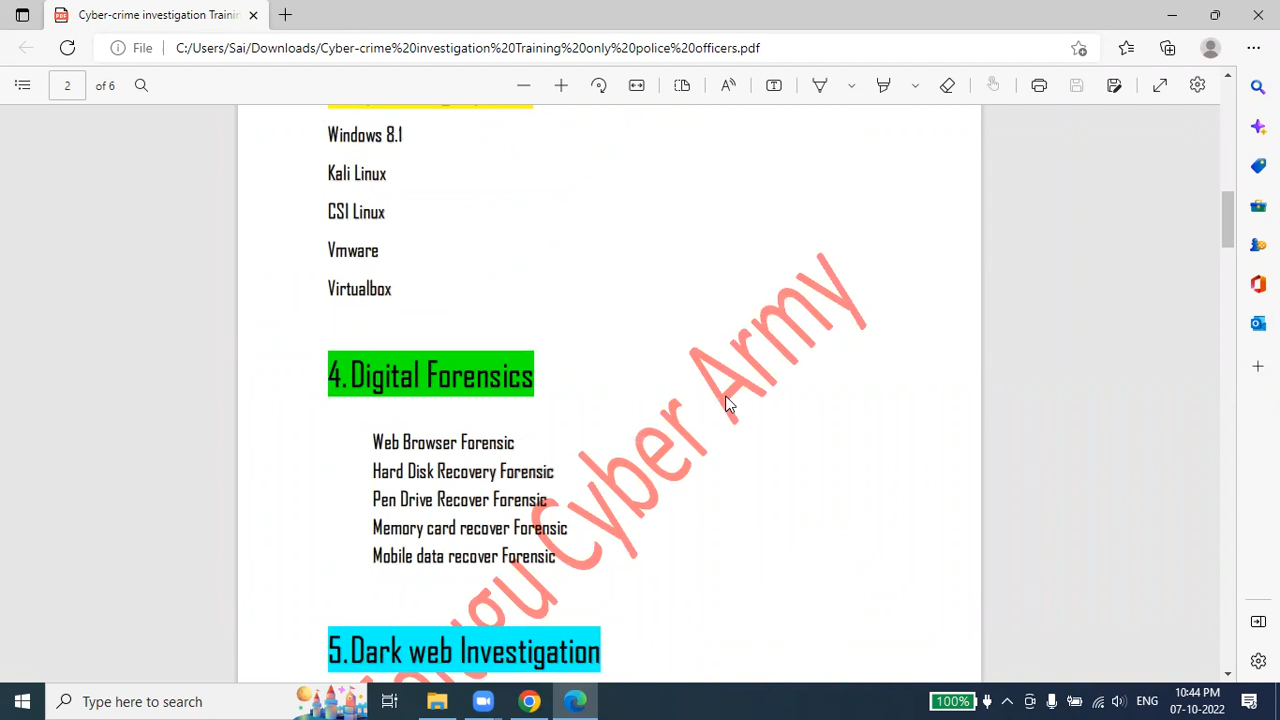 Cyber-crime investigation Trainin
File
C:/Users/Sai/Downloads/Cyber-crime%20investigation%20Training%20only%20police%20officers.pdf
2 of 6
Windows 8.1
Kali Linux
CSI Linux
Vmware
Virtualbox
4.Digital Forensics
Web Browser Forensic
Hard Disk Recovery Forensic
Pen Drive Recover Forensic
Memory card recover Forensic
Mobile data recover Forensic
5.Dark web Investigation
Cyber Army
Type here to search
100%
ENG
10:44 PM
07-10-2022